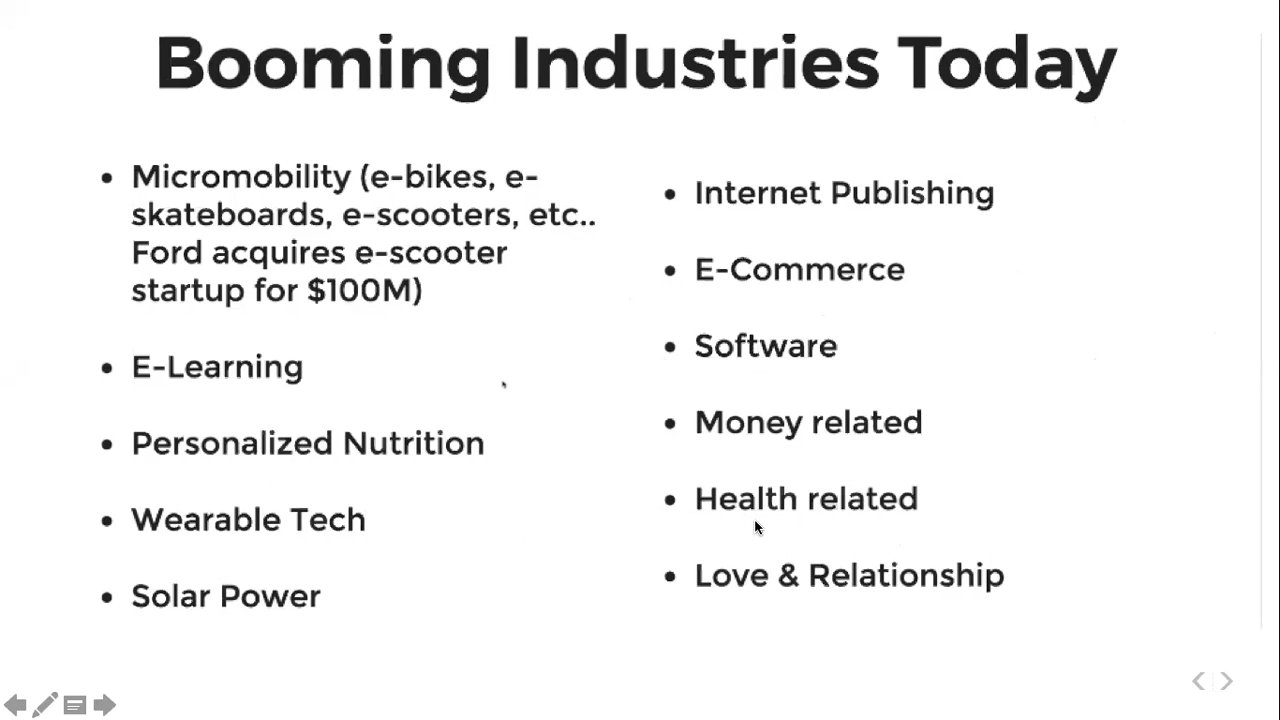 Booming Industries Today
• Micromobility (e-bikes, e-
skateboards, e-scooters, etc..
Ford acquires e-scooter
startup for $100M)
• E-Learning
• Personalized Nutrition
• Wearable Tech
• Solar Power
• Internet Publishing
• E-Commerce
• Software
• Money related
• Health related
• Love & Relationship